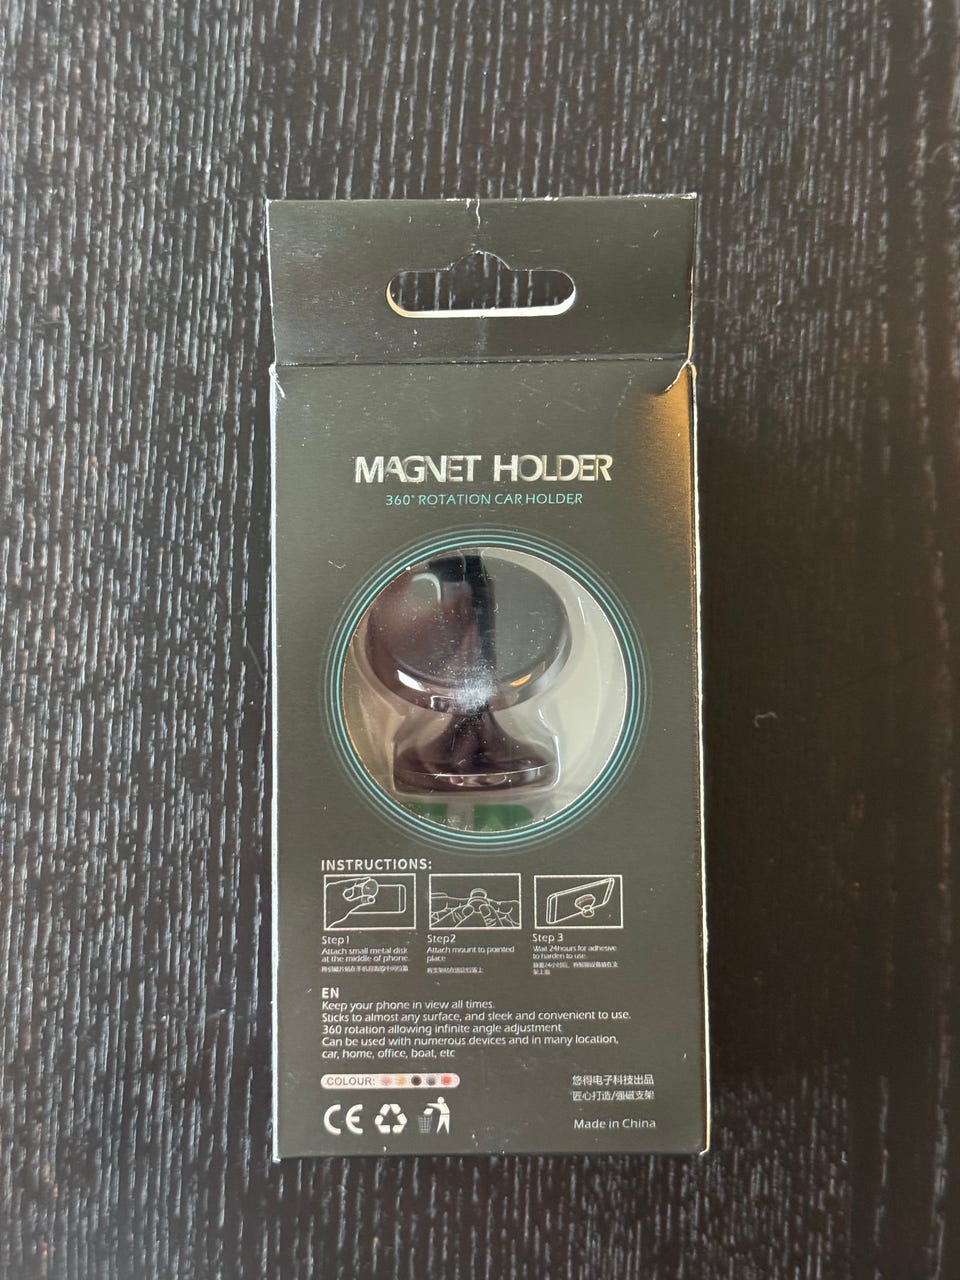 MAGNET HOLDER
360° ROTATION CAR HOLDER
INSTRUCTIONS:
Step1
Attach small metal disk
at the middle of phone.
Step2
Attach mount to pointed
place
Step 3
Wait 24hours for adhesive
to harden to use.
EN
Keep your phone in view all times.
Sticks to almost any surface, and sleek and convenient to use.
360 rotation allowing infinite angle adjustment
Can be used with numerous devices and in many location,
car, home, office, boat, etc
COLOUR:
悠得电子科技出品
匠心打造/强磁支架
CE
Made in China